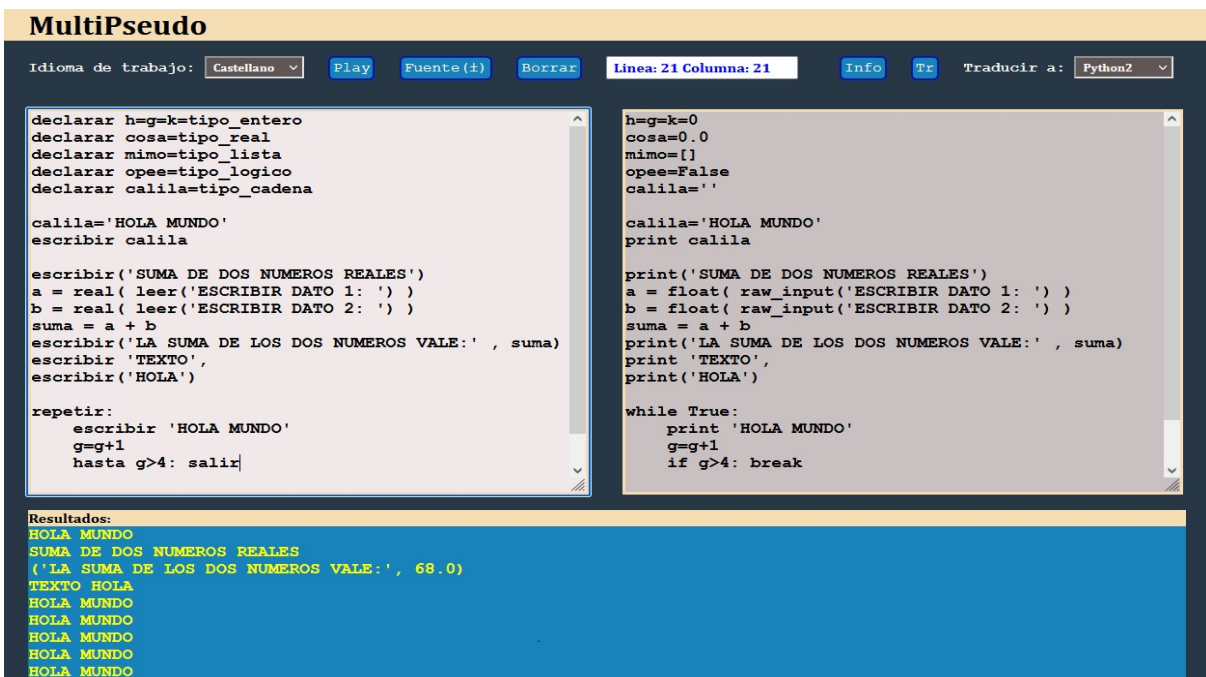 MultiPseudo
Idioma de trabajo: Castellano Play Fuente(±) Borrar Linea: 21 Columna: 21 Info Tr Traducir a: Python2
declarar h=g=k=tipo_entero
declarar cosa=tipo_real
declarar mimo=tipo_lista
declarar opee=tipo_logico
declarar calila=tipo_cadena
calila='HOLA MUNDO'
escribir calila
escribir('SUMA DE DOS NUMEROS REALES')
a = real( leer('ESCRIBIR DATO 1: ') )
b = real( leer('ESCRIBIR DATO 2: ') )
suma = a + b
escribir('LA SUMA DE LOS DOS NUMEROS VALE:' , suma)
escribir 'TEXTO',
escribir('HOLA')
repetir:
    escribir 'HOLA MUNDO'
    g=g+1
    hasta g>4: salir
h=g=k=0
cosa=0.0
mimo=[]
opee=False
calila=''
calila='HOLA MUNDO'
print calila
print('SUMA DE DOS NUMEROS REALES')
a = float( raw_input('ESCRIBIR DATO 1: ') )
b = float( raw_input('ESCRIBIR DATO 2: ') )
suma = a + b
print('LA SUMA DE LOS DOS NUMEROS VALE:' , suma)
print 'TEXTO',
print('HOLA')
while True:
    print 'HOLA MUNDO'
    g=g+1
    if g>4: break
Resultados:
HOLA MUNDO
SUMA DE DOS NUMEROS REALES
('LA SUMA DE LOS DOS NUMEROS VALE:', 68.0)
TEXTO HOLA
HOLA MUNDO
HOLA MUNDO
HOLA MUNDO
HOLA MUNDO
HOLA MUNDO